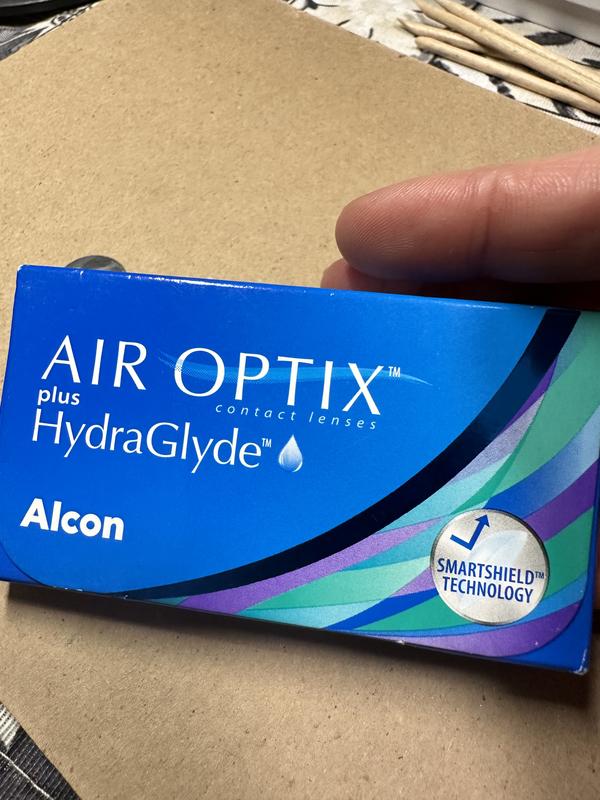 AIR OPTIX™
plus
contact lenses
HydraGlyde™
Alcon
SMARTSHIELD™
TECHNOLOGY